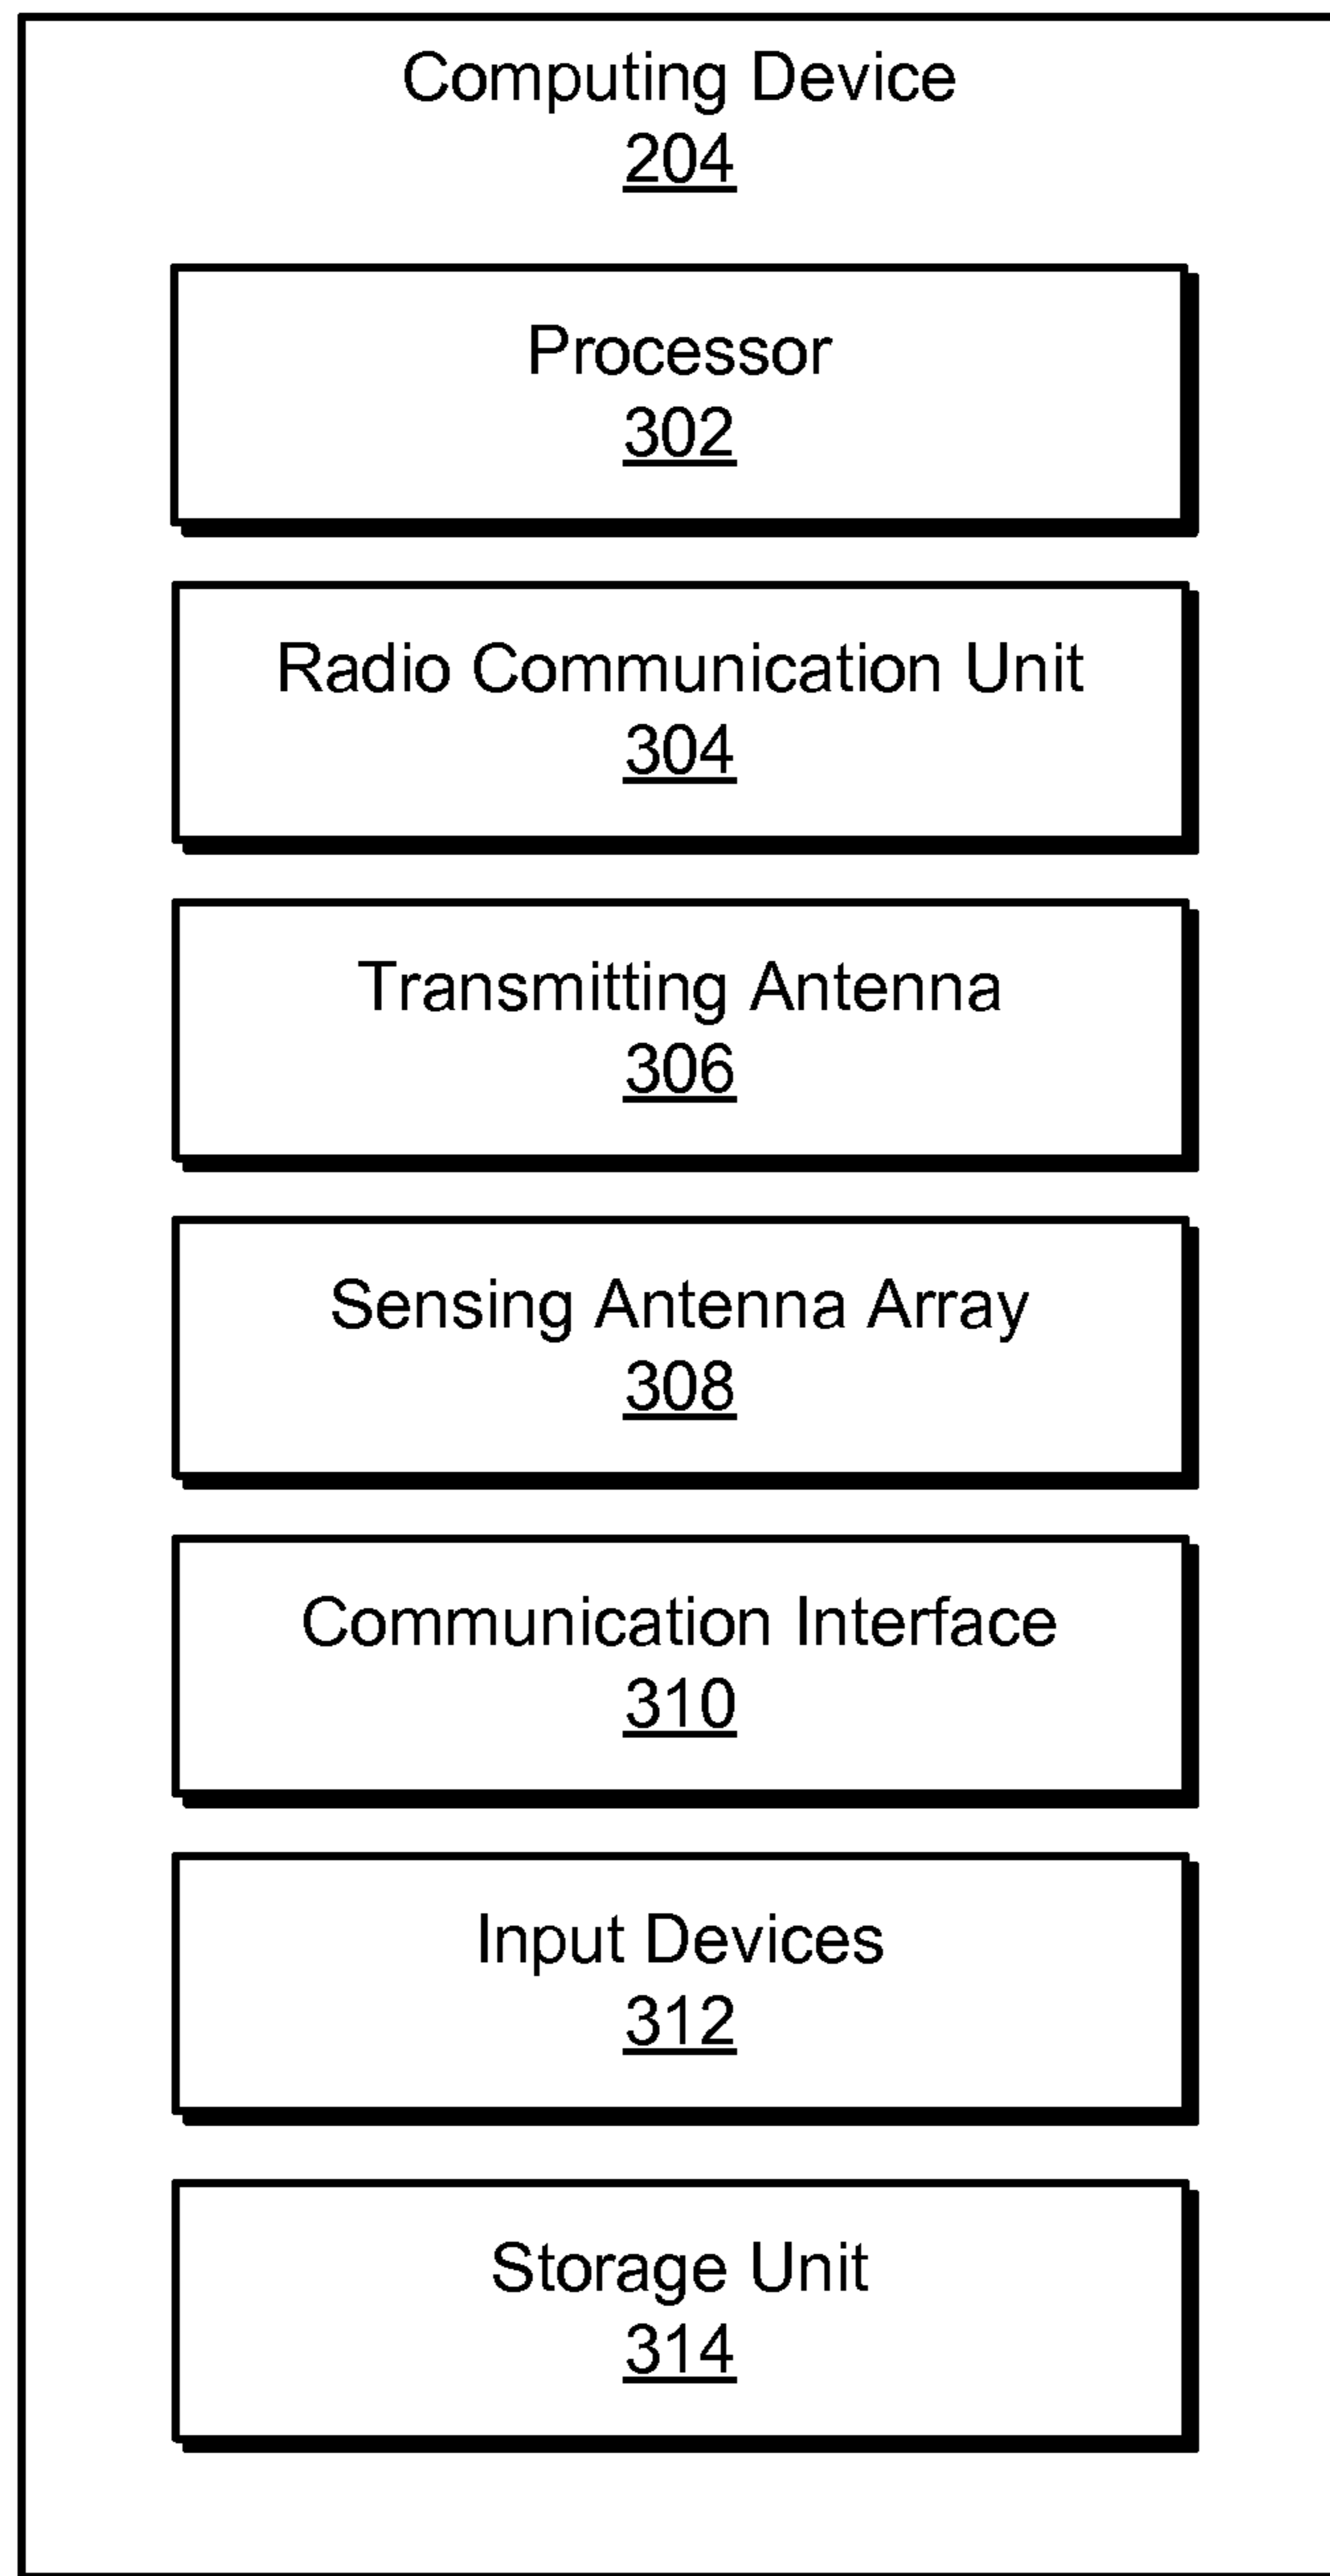 Computing Device
204
Processor
302
Radio Communication Unit
304
Transmitting Antenna
306
Sensing Antenna Array
308
Communication Interface
310
Input Devices
312
Storage Unit
314